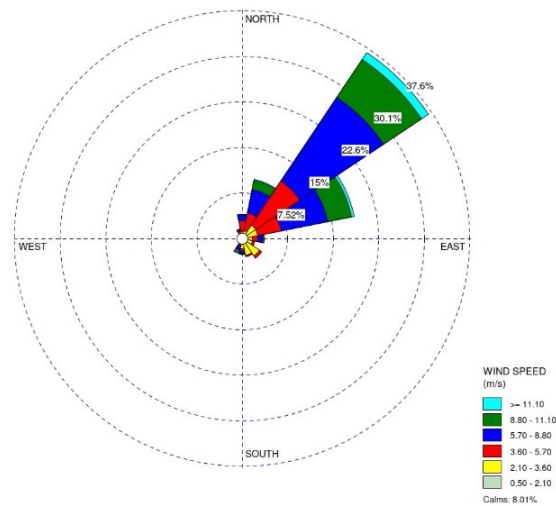 NORTH
37.6%
30.1%
22.6%
15%
7.52%
WEST
EAST
SOUTH
WIND SPEED
(m/s)
>= 11.10
8.80 - 11.10
5.70 - 8.80
3.60 - 5.70
2.10 - 3.60
0.50 - 2.10
Calms: 8.01%